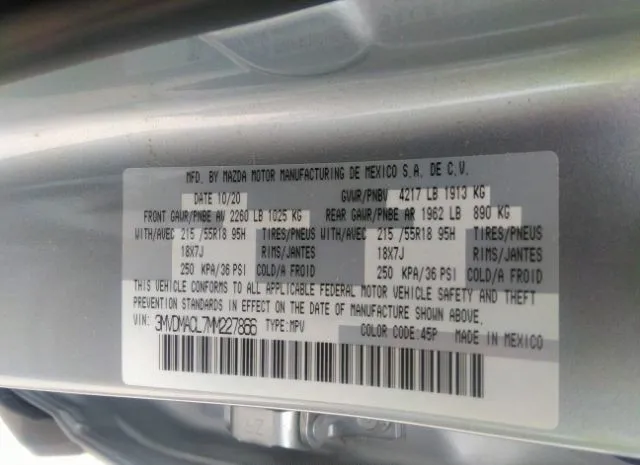 MFD. BY MAZDA MOTOR MANUFACTURING DE MEXICO S.A. DE C.V.
DATE 10/20 GVWR/PNBV 4217 LB 1913 KG
FRONT GAWR/PNBE AV 2260 LB 1025 KG REAR GAWR/PNBE AR 1962 LB 890 KG
WITH/AVEC 215 /55R18 95H TIRES/PNEUS WITH/AVEC 215 /55R18 95H TIRES/PNEUS
18X7J RIMS/JANTES 18X7J RIMS/JANTES
250 KPA/36 PSI COLD/A FROID 250 KPA/36 PSI COLD/A FROID
THIS VEHICLE CONFORMS TO ALL APPLICABLE FEDERAL MOTOR VEHICLE SAFETY AND THEFT
PREVENTION STANDARDS IN EFFECT ON THE DATE OF MANUFACTURE SHOWN ABOVE.
VIN: 3MVDMACL7MM227866 TYPE:MPV COLOR CODE:45P MADE IN MEXICO